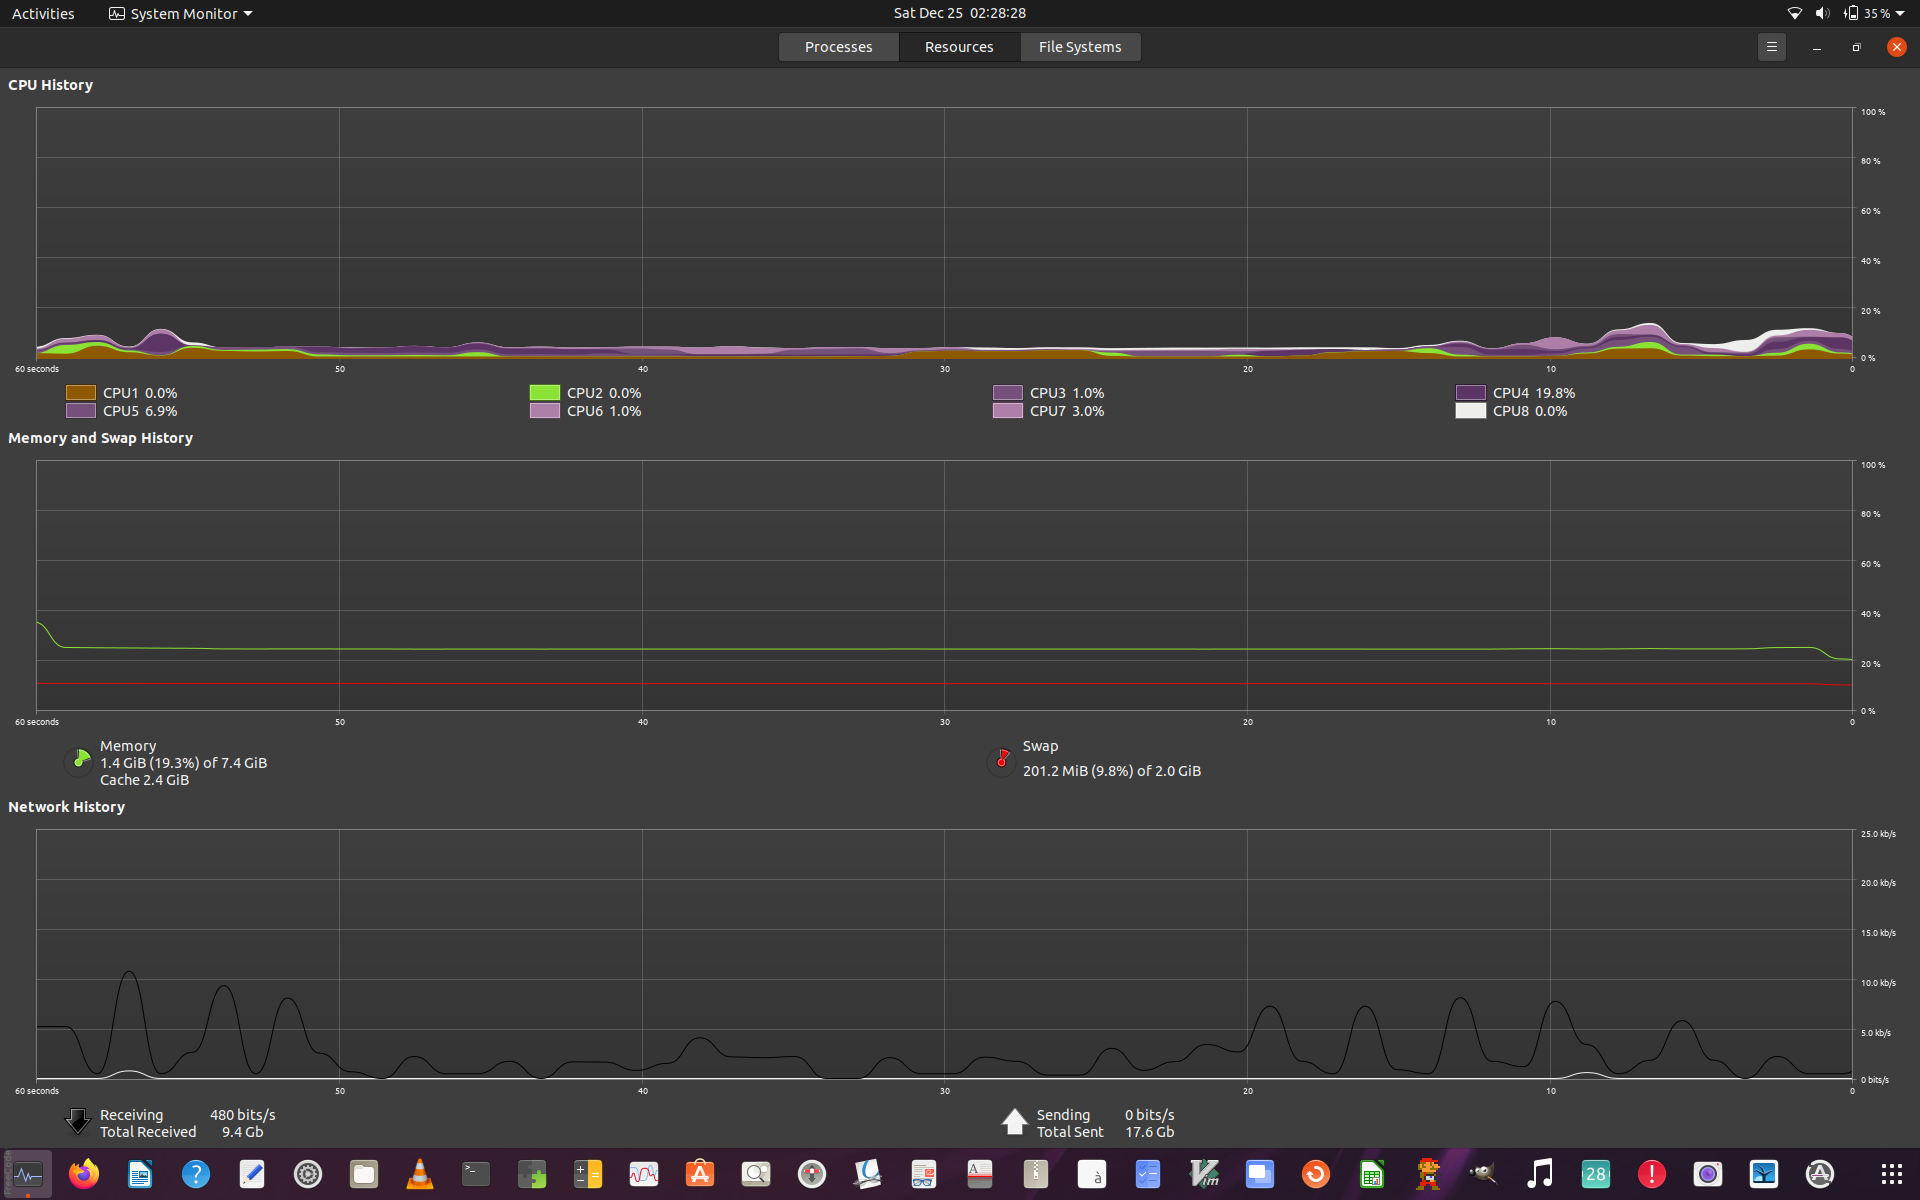 Activities System Monitor Sat Dec 25 02:28:28 35 %
Processes Resources File Systems
CPU History
100 %
80 %
60 %
40 %
20 %
0 %
60 seconds 50 40 30 20 10 0
CPU1 0.0% CPU2 0.0% CPU3 1.0% CPU4 19.8%
CPU5 6.9% CPU6 1.0% CPU7 3.0% CPU8 0.0%
Memory and Swap History
100 %
80 %
60 %
40 %
20 %
0 %
60 seconds 50 40 30 20 10 0
Memory Swap
1.4 GiB (19.3%) of 7.4 GiB 201.2 MiB (9.8%) of 2.0 GiB
Cache 2.4 GiB
Network History
25.0 kb/s
20.0 kb/s
15.0 kb/s
10.0 kb/s
5.0 kb/s
0 bits/s
60 seconds 50 40 30 20 10 0
Receiving 480 bits/s Sending 0 bits/s
Total Received 9.4 Gb Total Sent 17.6 Gb
28